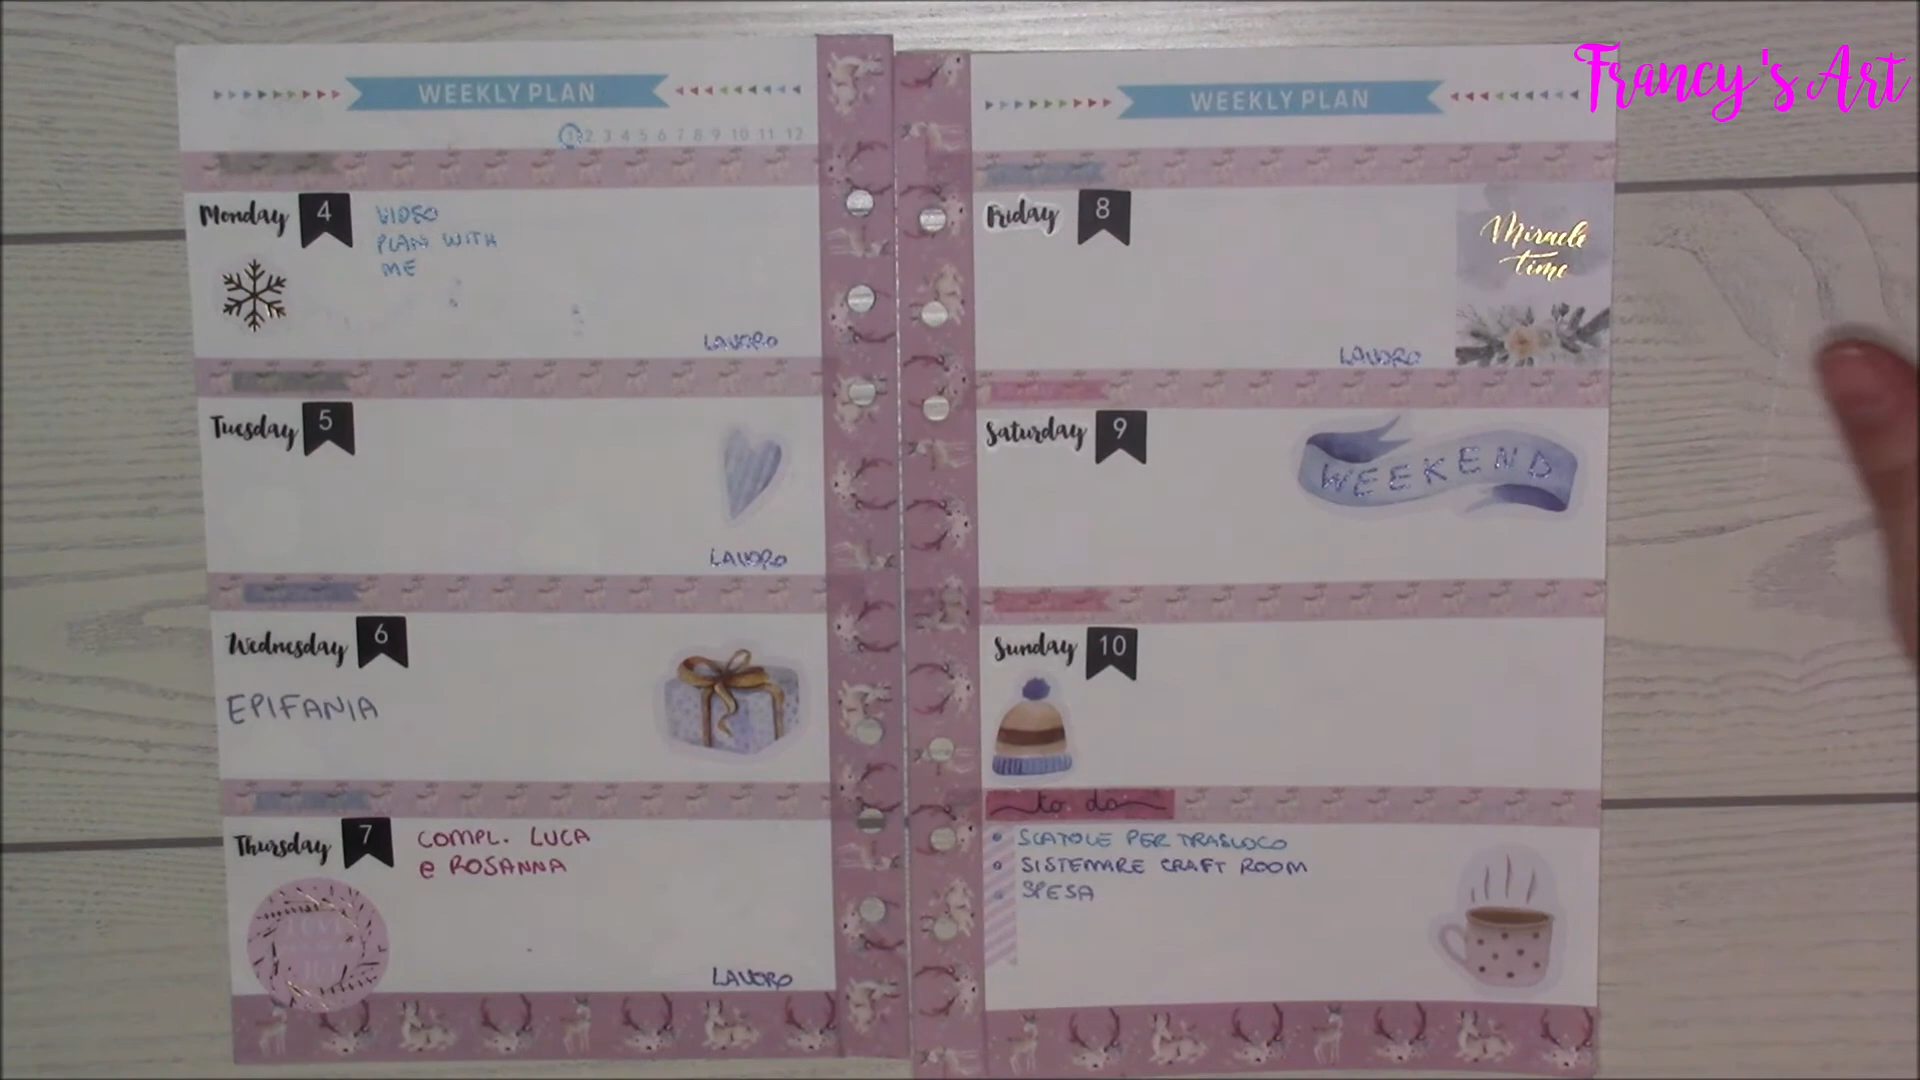 Francy's Art
WEEKLY PLAN
1 2 3 4 5 6 7 8 9 10 11 12
Monday 4
VIDEO
PLAN WITH
ME
LAVORO
Tuesday 5
LAVORO
Wednesday 6
EPIFANIA
Thursday 7
COMPL. LUCA
e ROSANNA
LAVORO
WEEKLY PLAN
Friday 8
Miracle
time
LAVORO
Saturday 9
WEEKEND
Sunday 10
to do
SCATOLE PER TRASLOCO
SISTEMARE CRAFT ROOM
SPESA